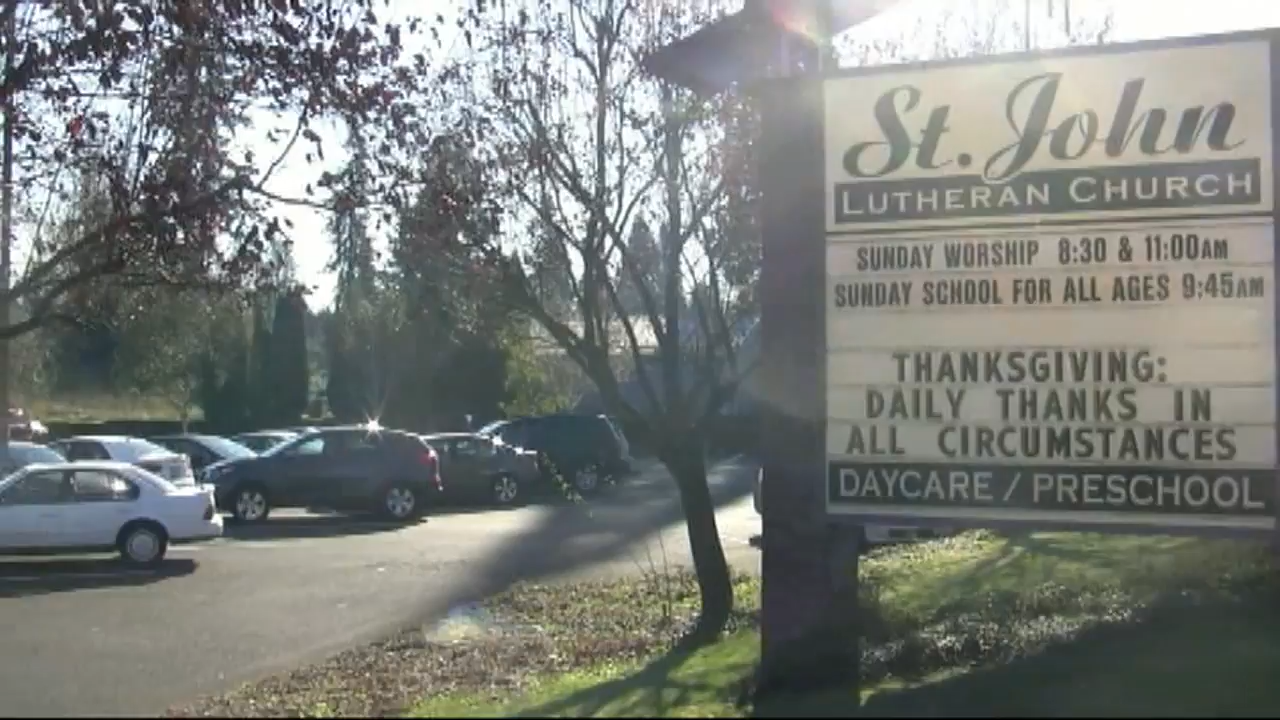 St. John
LUTHERAN CHURCH
SUNDAY WORSHIP 8:30 & 11:00AM
SUNDAY SCHOOL FOR ALL AGES 9:45AM
THANKSGIVING:
DAILY THANKS IN
ALL CIRCUMSTANCES
DAYCARE / PRESCHOOL